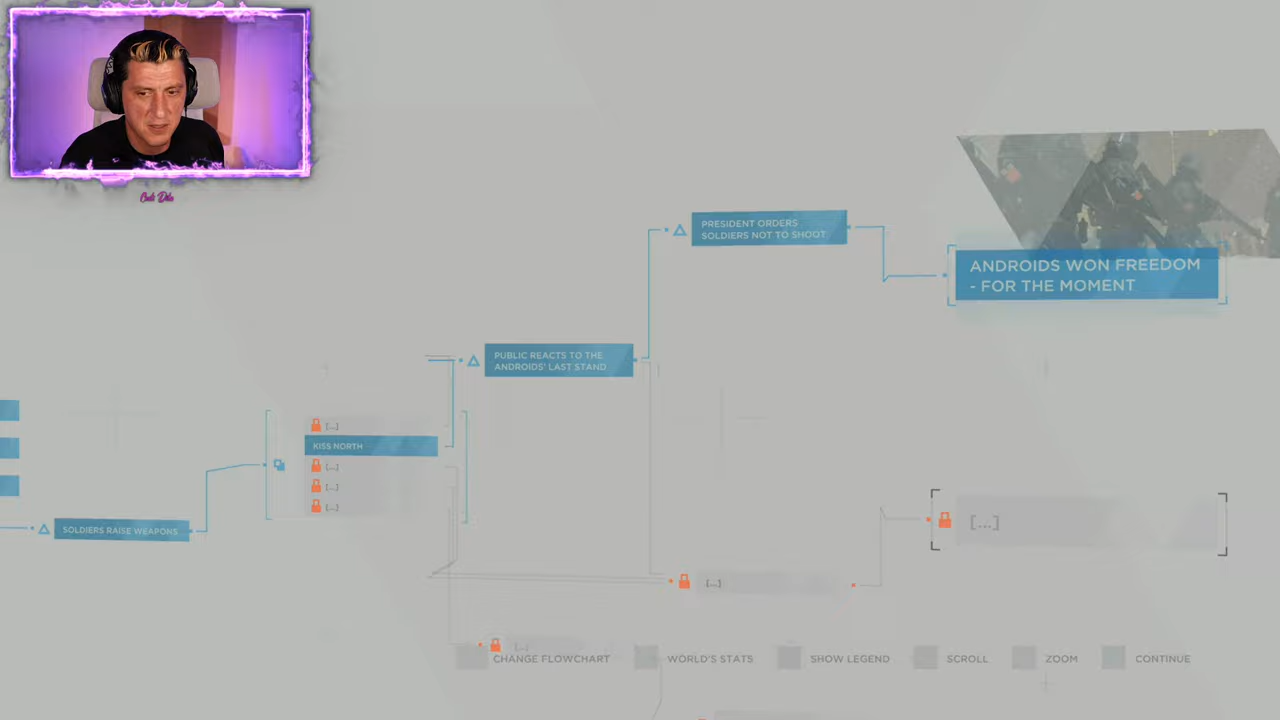 PRESIDENT ORDERS
SOLDIERS NOT TO SHOOT
ANDROIDS WON FREEDOM
- FOR THE MOMENT
PUBLIC REACTS TO THE
ANDROIDS' LAST STAND
[...]
KISS NORTH
[...]
[...]
[...]
SOLDIERS RAISE WEAPONS
[...]
[...]
[...]
CHANGE FLOWCHART
WORLD'S STATS
SHOW LEGEND
SCROLL
ZOOM
CONTINUE